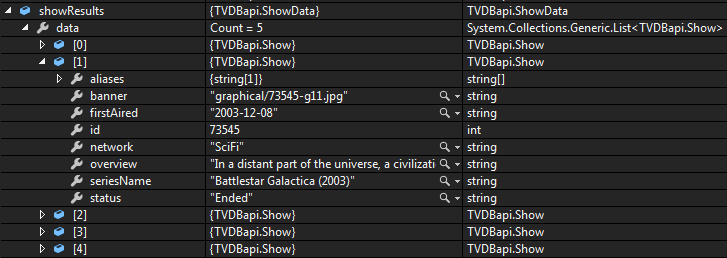 showResults {TVDBapi.ShowData} TVDBapi.ShowData
data Count = 5 System.Collections.Generic.List<TVDBapi.Show>
[0] {TVDBapi.Show} TVDBapi.Show
[1] {TVDBapi.Show} TVDBapi.Show
aliases {string[1]} string[]
banner "graphical/73545-g11.jpg" string
firstAired "2003-12-08" string
id 73545 int
network "SciFi" string
overview "In a distant part of the universe, a civilizati string
seriesName "Battlestar Galactica (2003)" string
status "Ended" string
[2] {TVDBapi.Show} TVDBapi.Show
[3] {TVDBapi.Show} TVDBapi.Show
[4] {TVDBapi.Show} TVDBapi.Show